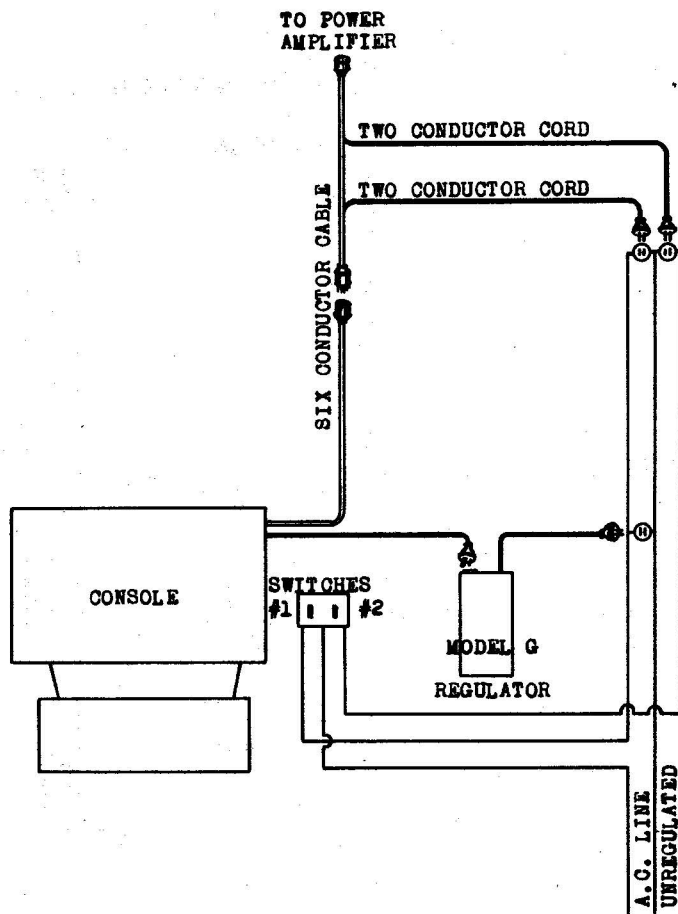 TO POWER
AMPLIFIER
TWO CONDUCTOR CORD
TWO CONDUCTOR CORD
SIX CONDUCTOR CABLE
CONSOLE
SWITCHES
#1
#2
MODEL G
REGULATOR
A.C. LINE
UNREGULATED